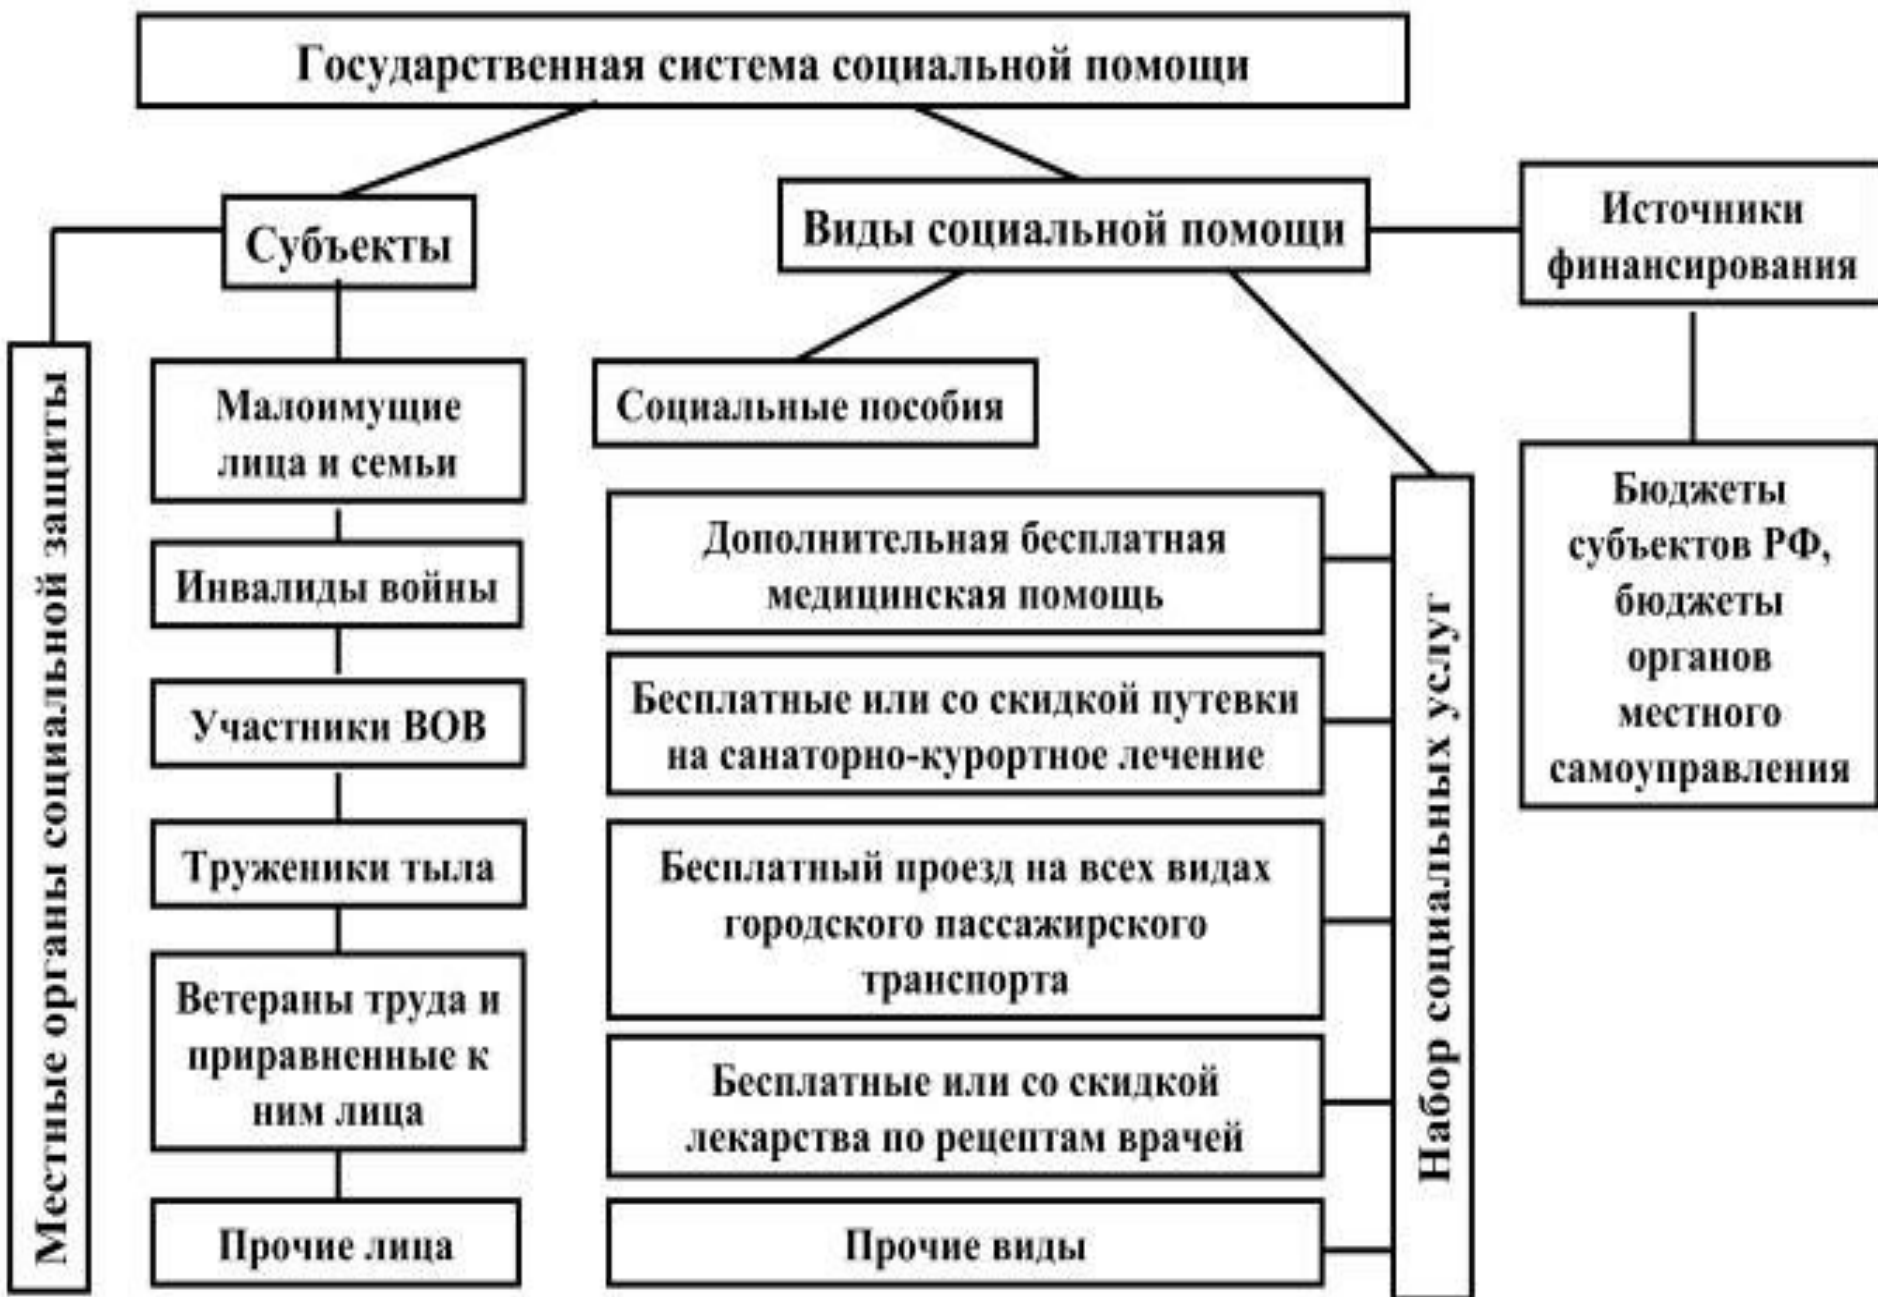 Государственная система социальной помощи
Субъекты
Местные органы социальной защиты
Малоимущие
лица и семьи
Инвалиды войны
Участники ВОВ
Труженики тыла
Ветераны труда и
приравненные к
ним лица
Прочие лица
Виды социальной помощи
Социальные пособия
Набор социальных услуг
Дополнительная бесплатная
медицинская помощь
Бесплатные или со скидкой путевки
на санаторно-курортное лечение
Бесплатный проезд на всех видах
городского пассажирского
транспорта
Бесплатные или со скидкой
лекарства по рецептам врачей
Прочие виды
Источники
финансирования
Бюджеты
субъектов РФ,
бюджеты
органов
местного
самоуправления